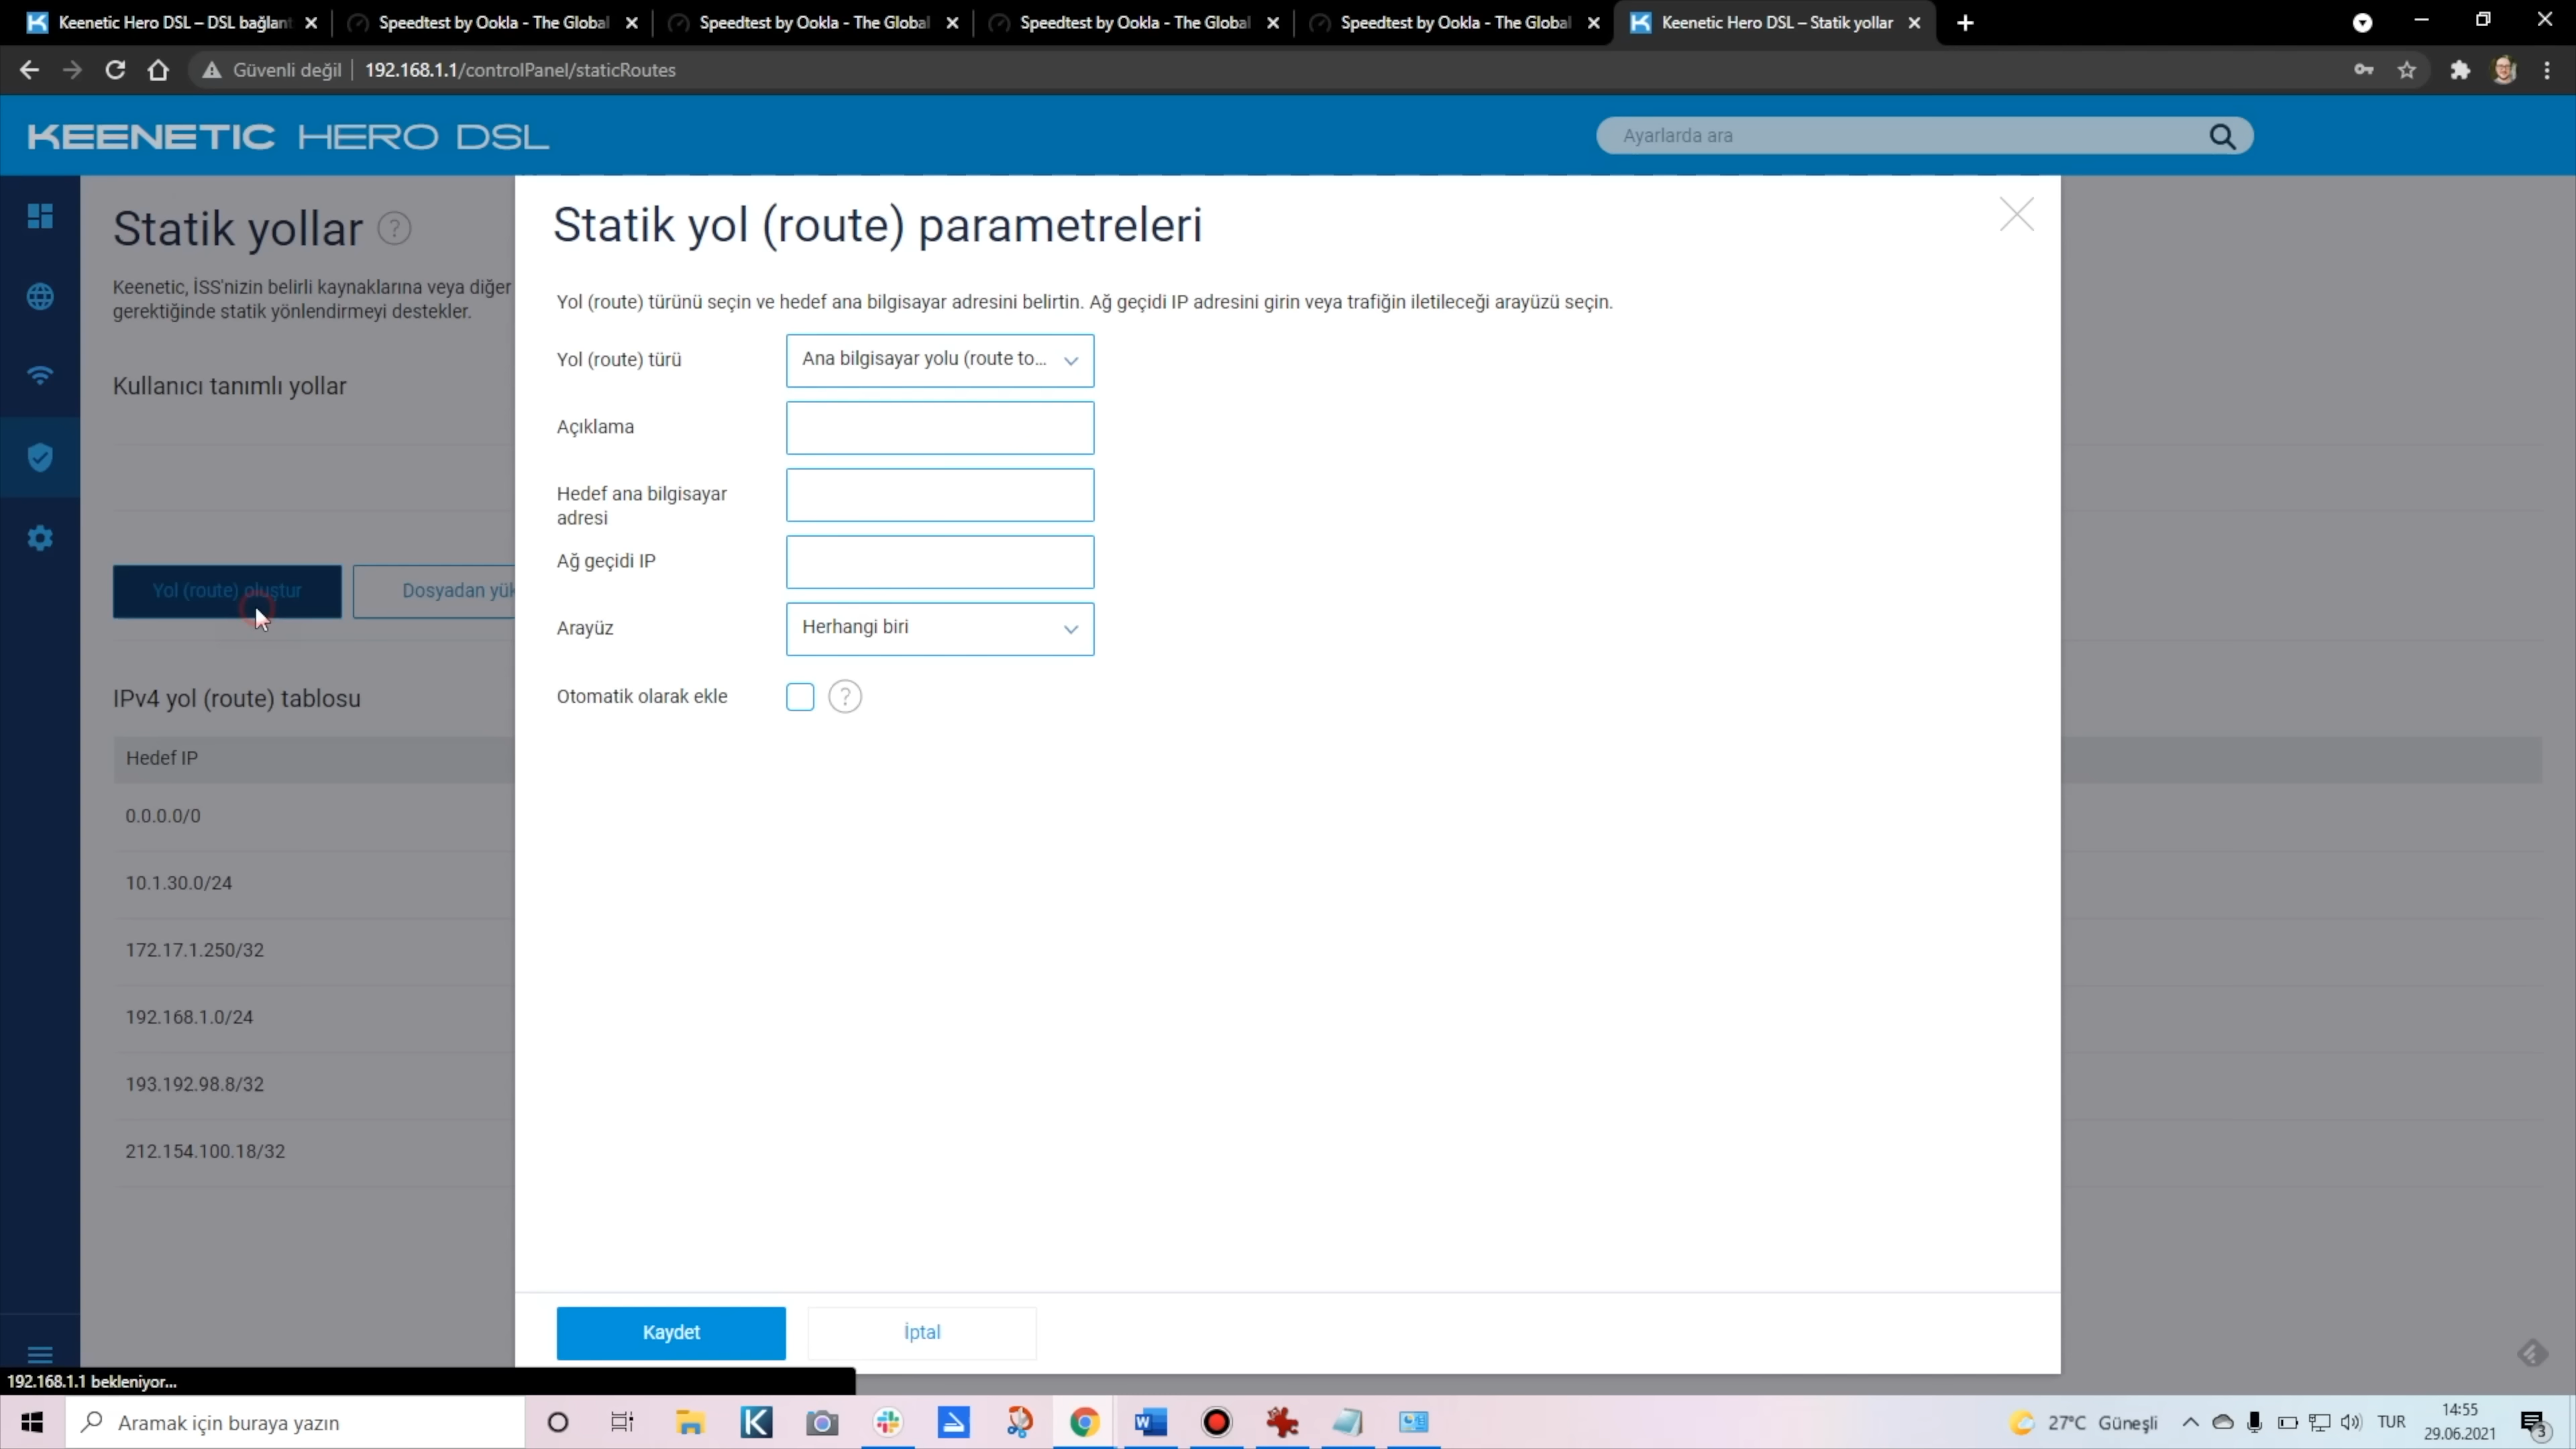 Keenetic Hero DSL – DSL bağlant
Speedtest by Ookla - The Global
Speedtest by Ookla - The Global
Speedtest by Ookla - The Global
Speedtest by Ookla - The Global
Keenetic Hero DSL – Statik yollar
Güvenli değil
192.168.1.1/controlPanel/staticRoutes
KEENETIC HERO DSL
Ayarlarda ara
Statik yollar ?
Keenetic, İSS'nizin belirli kaynaklarına veya diğer
gerektiğinde statik yönlendirmeyi destekler.
Kullanıcı tanımlı yollar
Yol (route) oluştur
Dosyadan yük
IPv4 yol (route) tablosu
Hedef IP
0.0.0.0/0
10.1.30.0/24
172.17.1.250/32
192.168.1.0/24
193.192.98.8/32
212.154.100.18/32
Statik yol (route) parametreleri
Yol (route) türünü seçin ve hedef ana bilgisayar adresini belirtin. Ağ geçidi IP adresini girin veya trafiğin iletileceği arayüzü seçin.
Yol (route) türü
Ana bilgisayar yolu (route to...
Açıklama
Hedef ana bilgisayar
adresi
Ağ geçidi IP
Arayüz
Herhangi biri
Otomatik olarak ekle
?
Kaydet
İptal
192.168.1.1 bekleniyor...
Aramak için buraya yazın
27°C Güneşli
TUR
14:55
29.06.2021
3